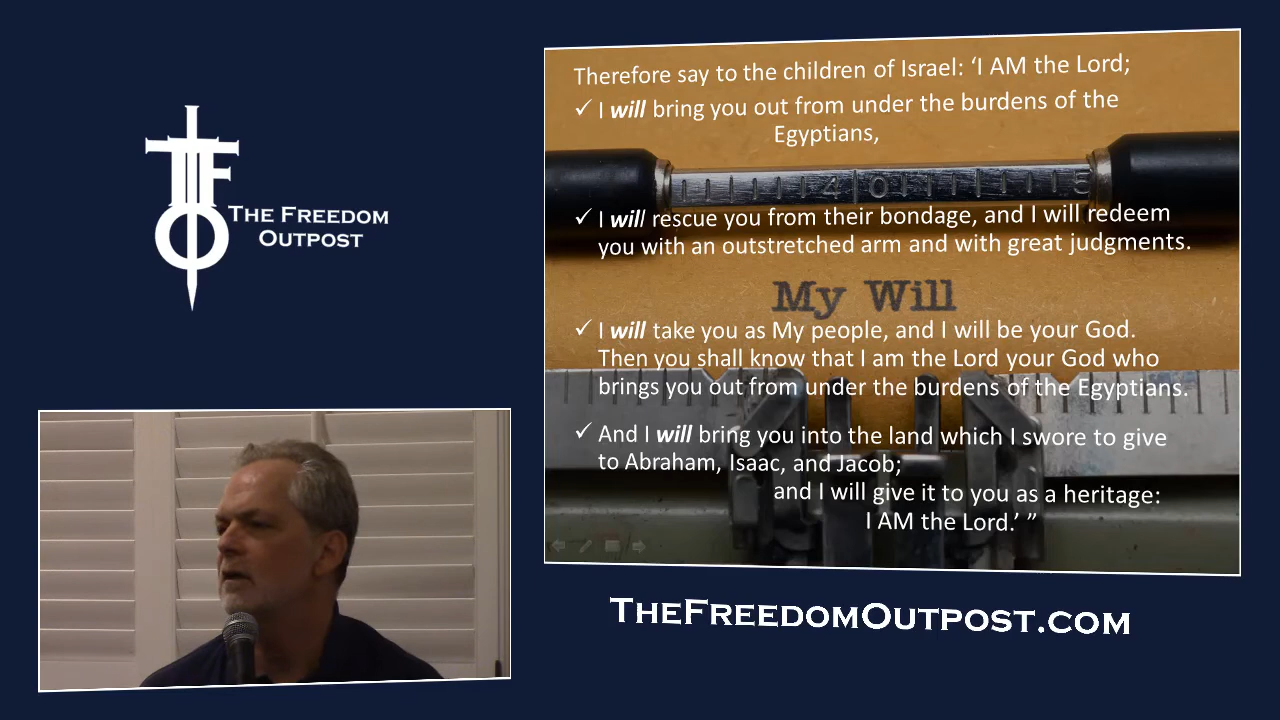 THE FREEDOM
OUTPOST
Therefore say to the children of Israel: ‘I AM the Lord;
✓ I will bring you out from under the burdens of the
Egyptians,
4 0 5
✓ I will rescue you from their bondage, and I will redeem
you with an outstretched arm and with great judgments.
My Will
✓ I will take you as My people, and I will be your God.
Then you shall know that I am the Lord your God who
brings you out from under the burdens of the Egyptians.
✓ And I will bring you into the land which I swore to give
to Abraham, Isaac, and Jacob;
and I will give it to you as a heritage:
I AM the Lord.’ ”
THEFREEDOMOUTPOST.COM